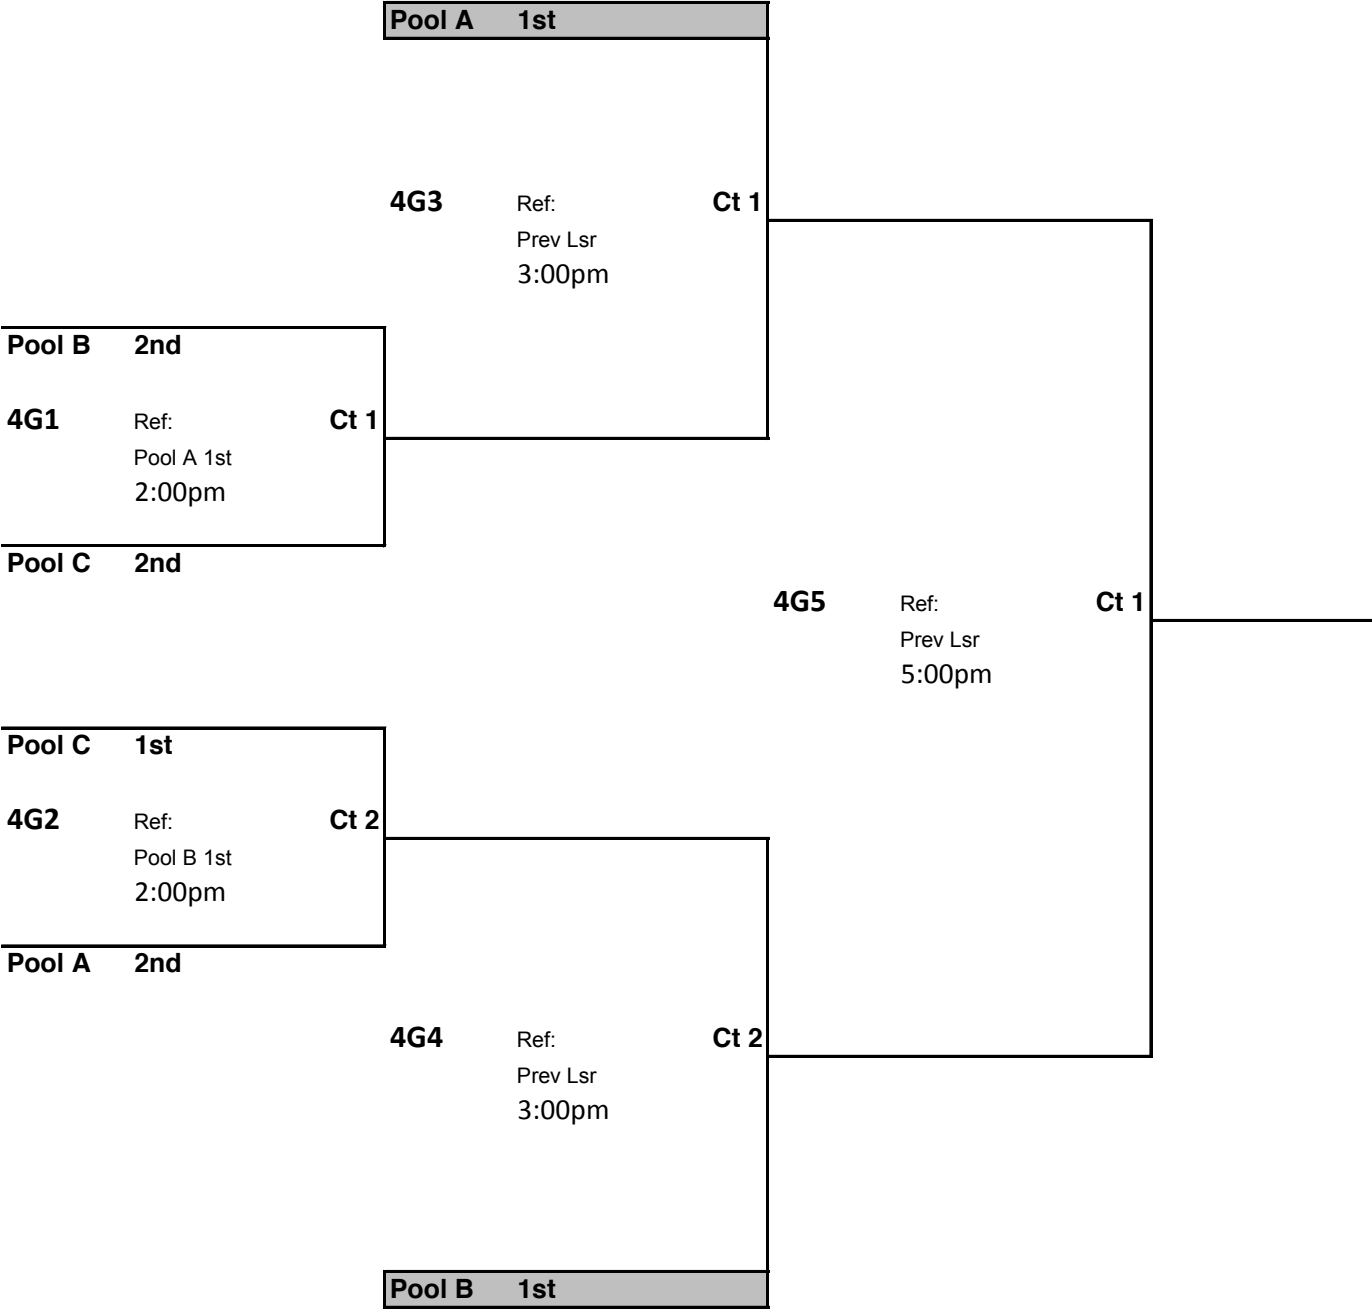 Pool A 1st
4G3 Ref: Ct 1
Prev Lsr
3:00pm
Pool B 2nd
4G1 Ref: Ct 1
Pool A 1st
2:00pm
Pool C 2nd
4G5 Ref: Ct 1
Prev Lsr
5:00pm
Pool C 1st
4G2 Ref: Ct 2
Pool B 1st
2:00pm
Pool A 2nd
4G4 Ref: Ct 2
Prev Lsr
3:00pm
Pool B 1st